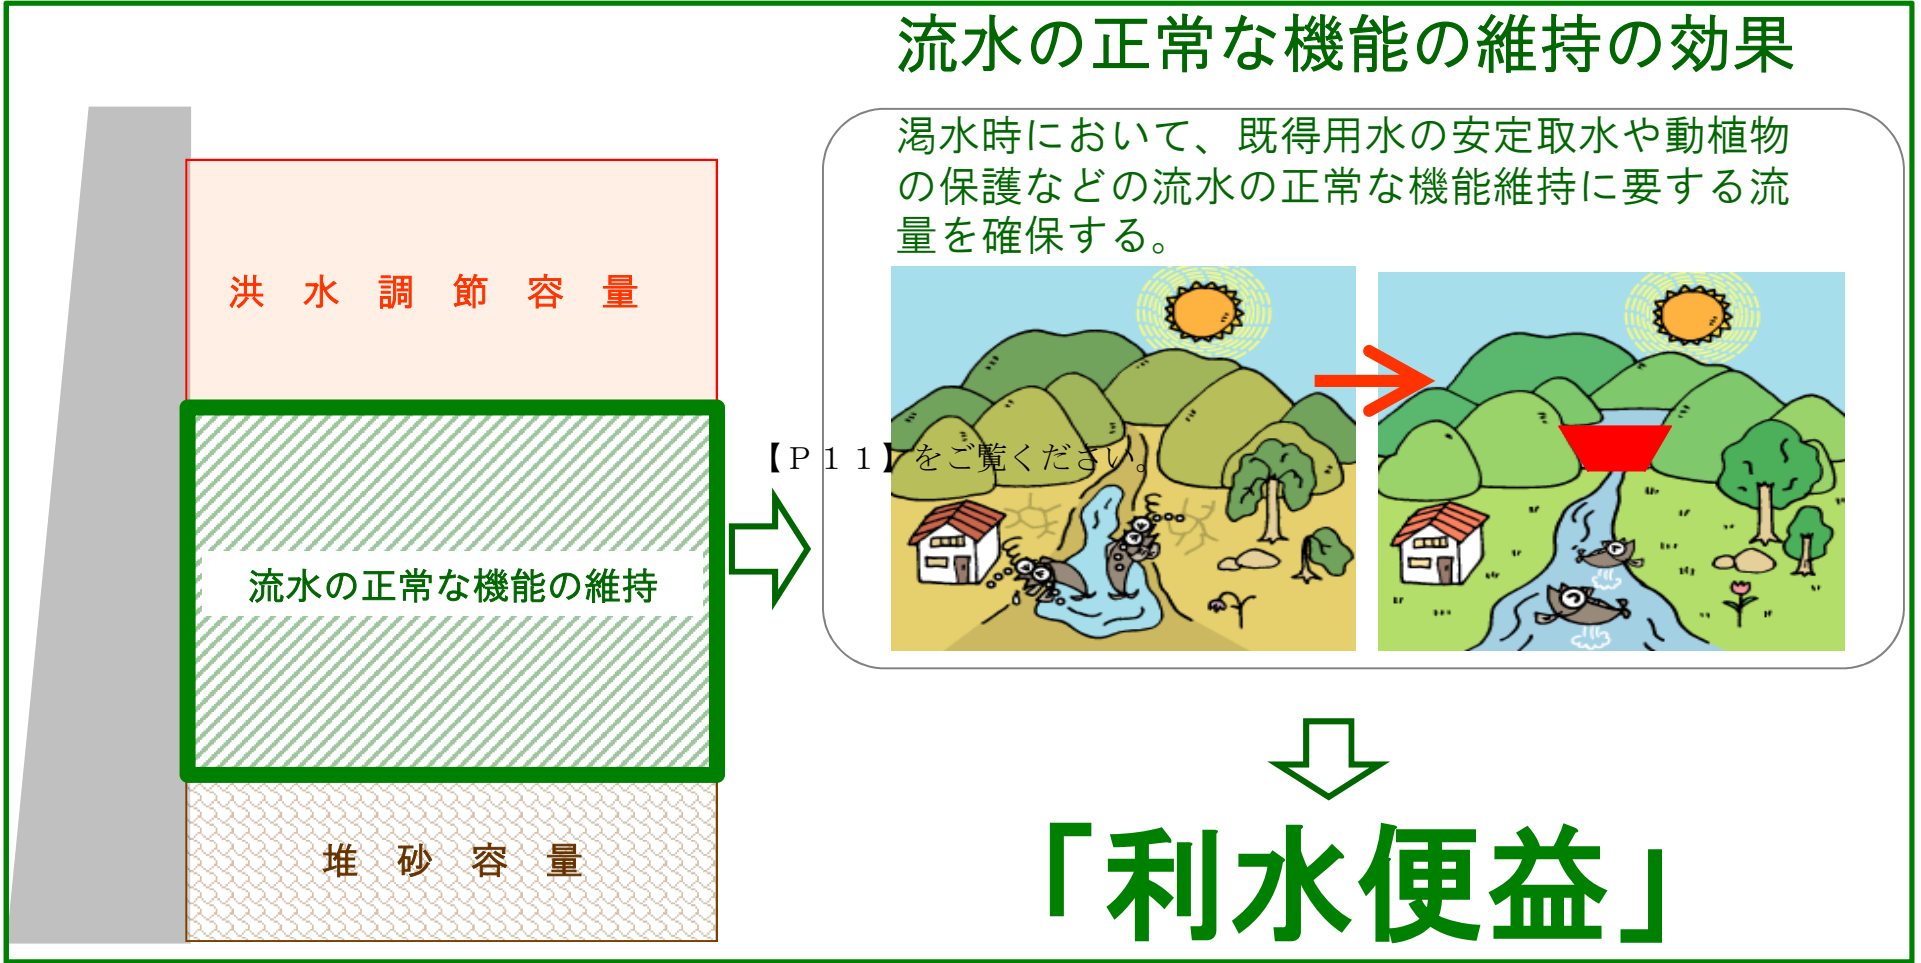 流水の正常な機能の維持の効果
渇水時において、既得用水の安定取水や動植物
の保護などの流水の正常な機能維持に要する流
量を確保する。
洪水調節容量
【Ｐ１１】をご覧ください。
流水の正常な機能の維持
堆砂容量
「利水便益」